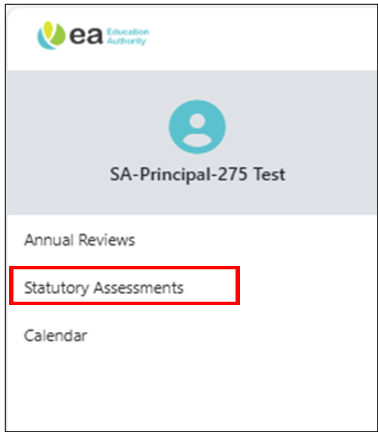 ea Education
Authority
SA-Principal-275 Test
Annual Reviews
Statutory Assessments
Calendar